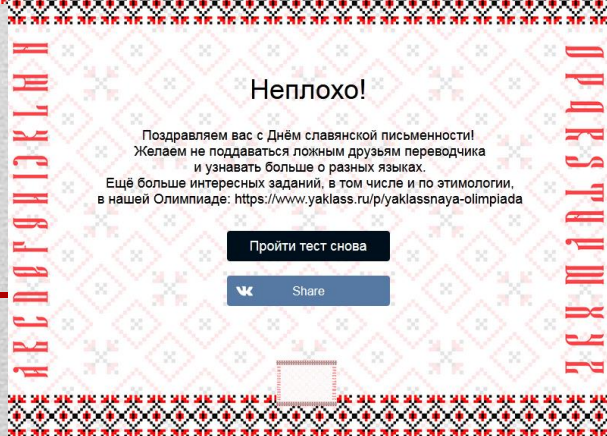 Неплохо!
Поздравляем вас с Днём славянской письменности!
Желаем не поддаваться ложным друзьям переводчика
и узнавать больше о разных языках.
Ещё больше интересных заданий, в том числе и по этимологии,
в нашей Олимпиаде: https://www.yaklass.ru/p/yaklassnaya-olimpiada
Пройти тест снова
Share